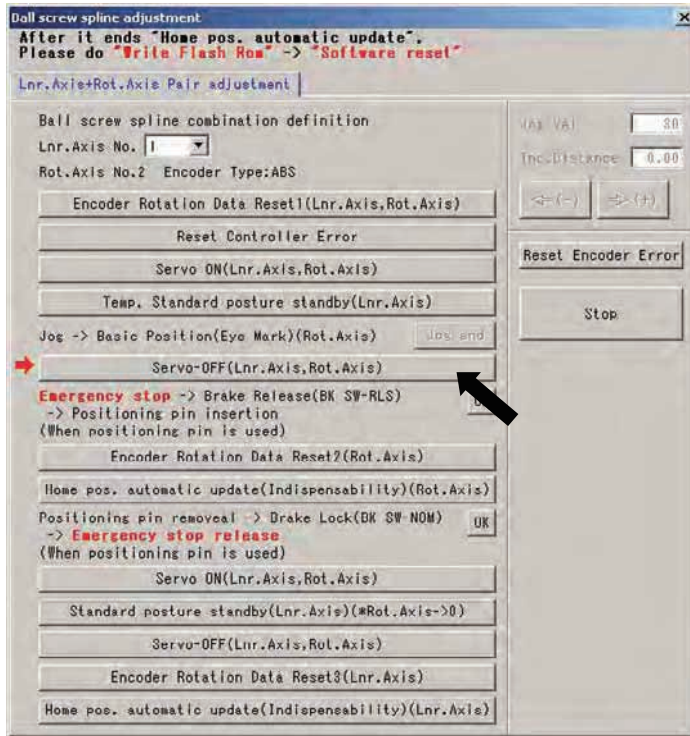 Ball screw spline adjustment
After it ends "Home pos. automatic update".
Please do "Write Flash Rom" -> "Software reset"
Lnr.Axis+Rot.Axis Pair adjustment
Ball screw spline combination definition
Lnr.Axis No. 1
Rot.Axis No.2 Encoder Type:ABS
Encoder Rotation Data Reset1(Lnr.Axis,Rot.Axis)
Reset Controller Error
Servo ON(Lnr.Axis,Rot.Axis)
Temp. Standard posture standby(Lnr.Axis)
Jog -> Basic Position(Eye Mark)(Rot.Axis) Jog end
Servo-OFF(Lnr.Axis,Rot.Axis)
Emergency stop -> Brake Release(BK SW-RLS)
-> Positioning pin insertion
(When positioning pin is used)
Encoder Rotation Data Reset2(Rot.Axis)
Home pos. automatic update(Indispensability)(Rot.Axis)
Positioning pin removeal -> Brake Lock(BK SW-NOM) OK
-> Emergency stop release
(When positioning pin is used)
Servo ON(Lnr.Axis,Rot.Axis)
Standard posture standby(Lnr.Axis)(*Rot.Axis->0)
Servo-OFF(Lnr.Axis,Rot.Axis)
Encoder Rotation Data Reset3(Lnr.Axis)
Home pos. automatic update(Indispensability)(Lnr.Axis)
30
Inc.Distance 0.00
<-(-) ->(+)
Reset Encoder Error
Stop